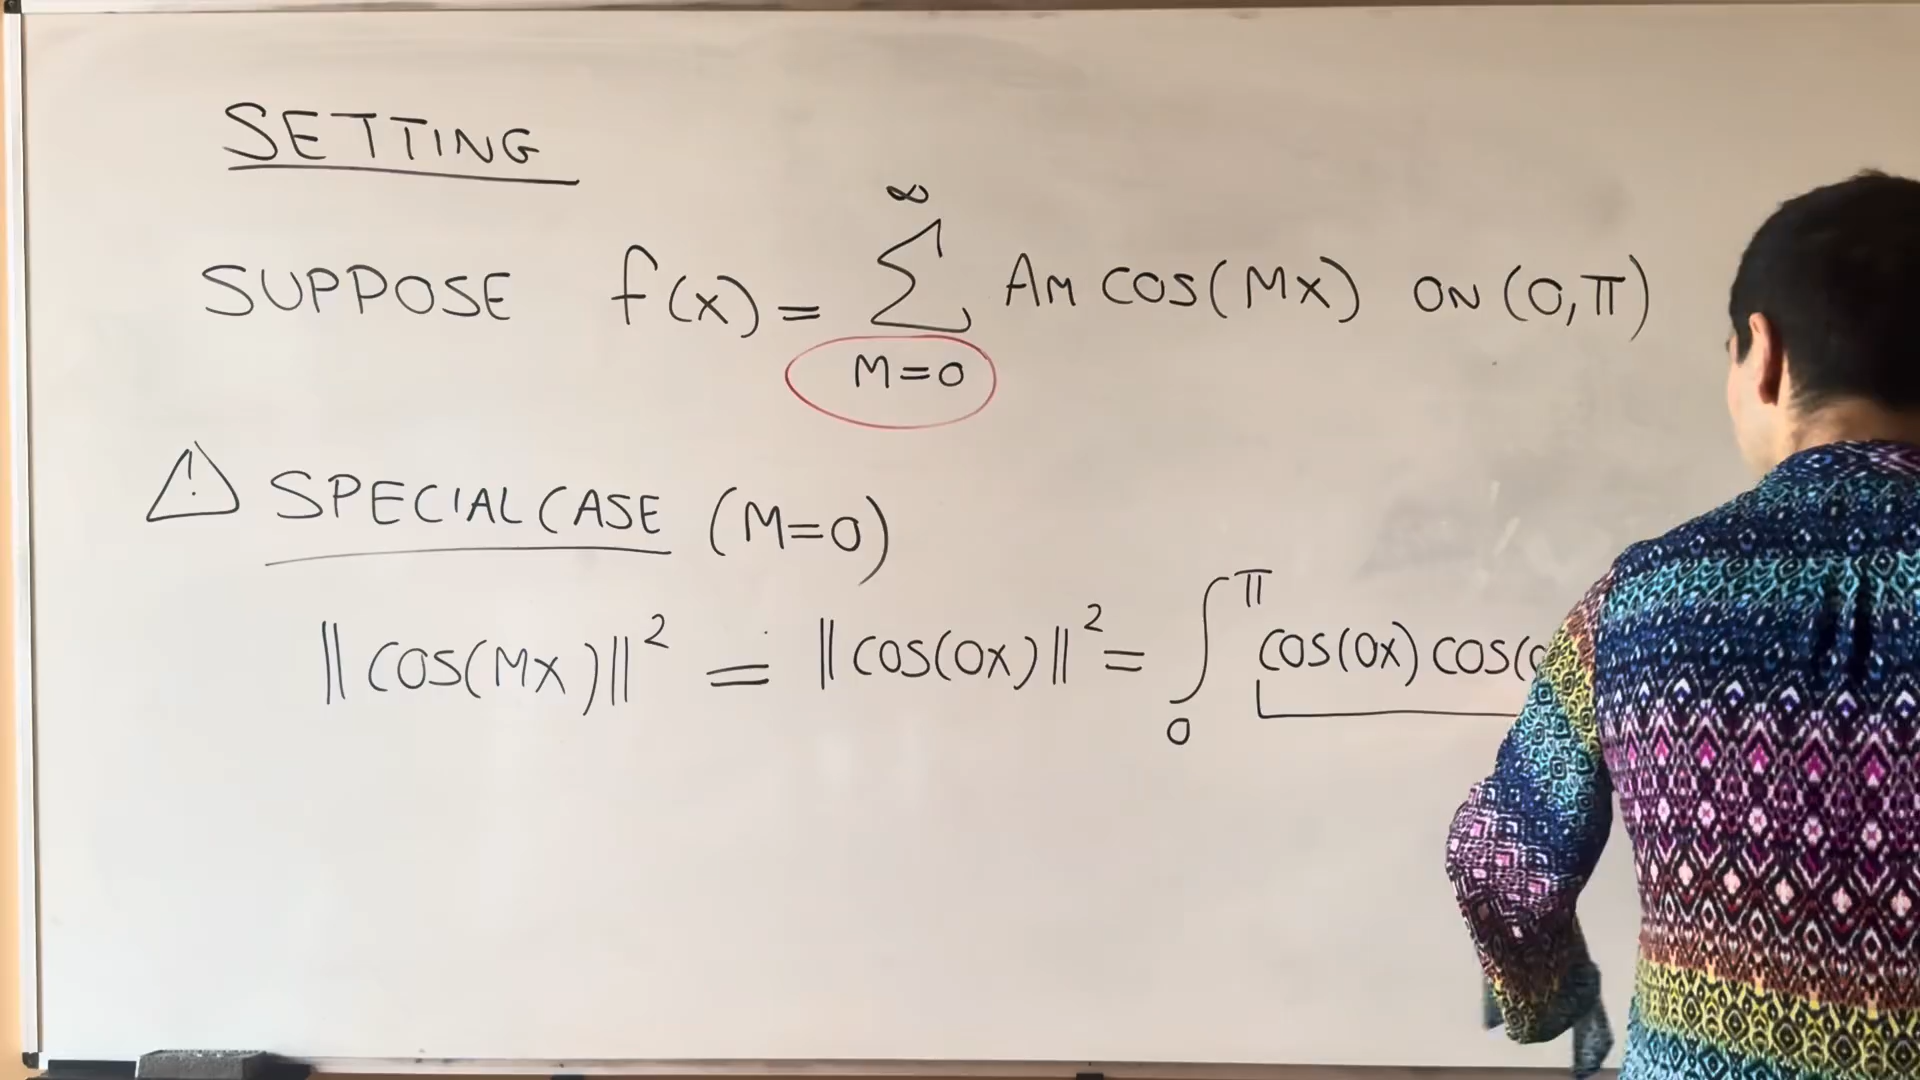 SETTING
SUPPOSE f(x) = ∑_{M=0}^{∞} AM COS(MX) ON (0,π)
⚠ SPECIAL CASE (M=0)
||COS(MX)||² = ||COS(0X)||² = ∫_0^π COS(0X) COS(